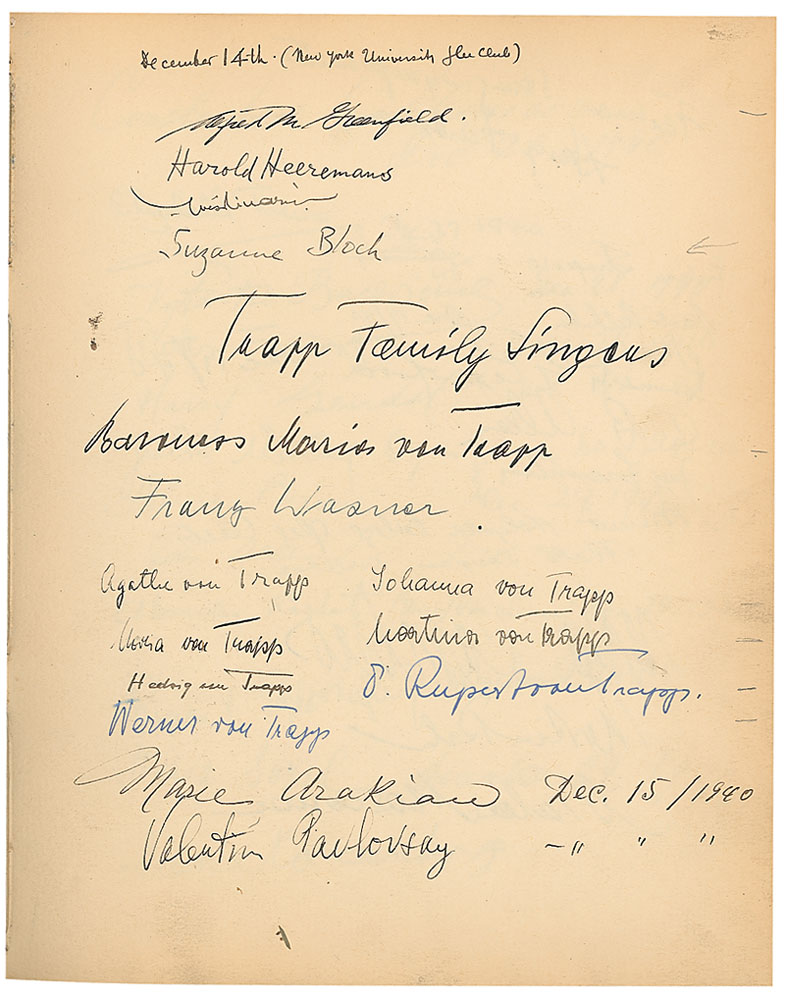 December 14th. (New York University Glee Club)
Alfred M Greenfield.
Harold Heeremans
Suzanne Bloch
Trapp Family Singers
Baroness Maria von Trapp
Franz Wasner
Agathe von Trapp
Johanna von Trapp
Maria von Trapp
Martina von Trapp
Hedwig von Trapp
Rupert von Trapp.
Werner von Trapp
Marie Arakian Dec. 15/1940
Valentin Pavlovsky - " " "